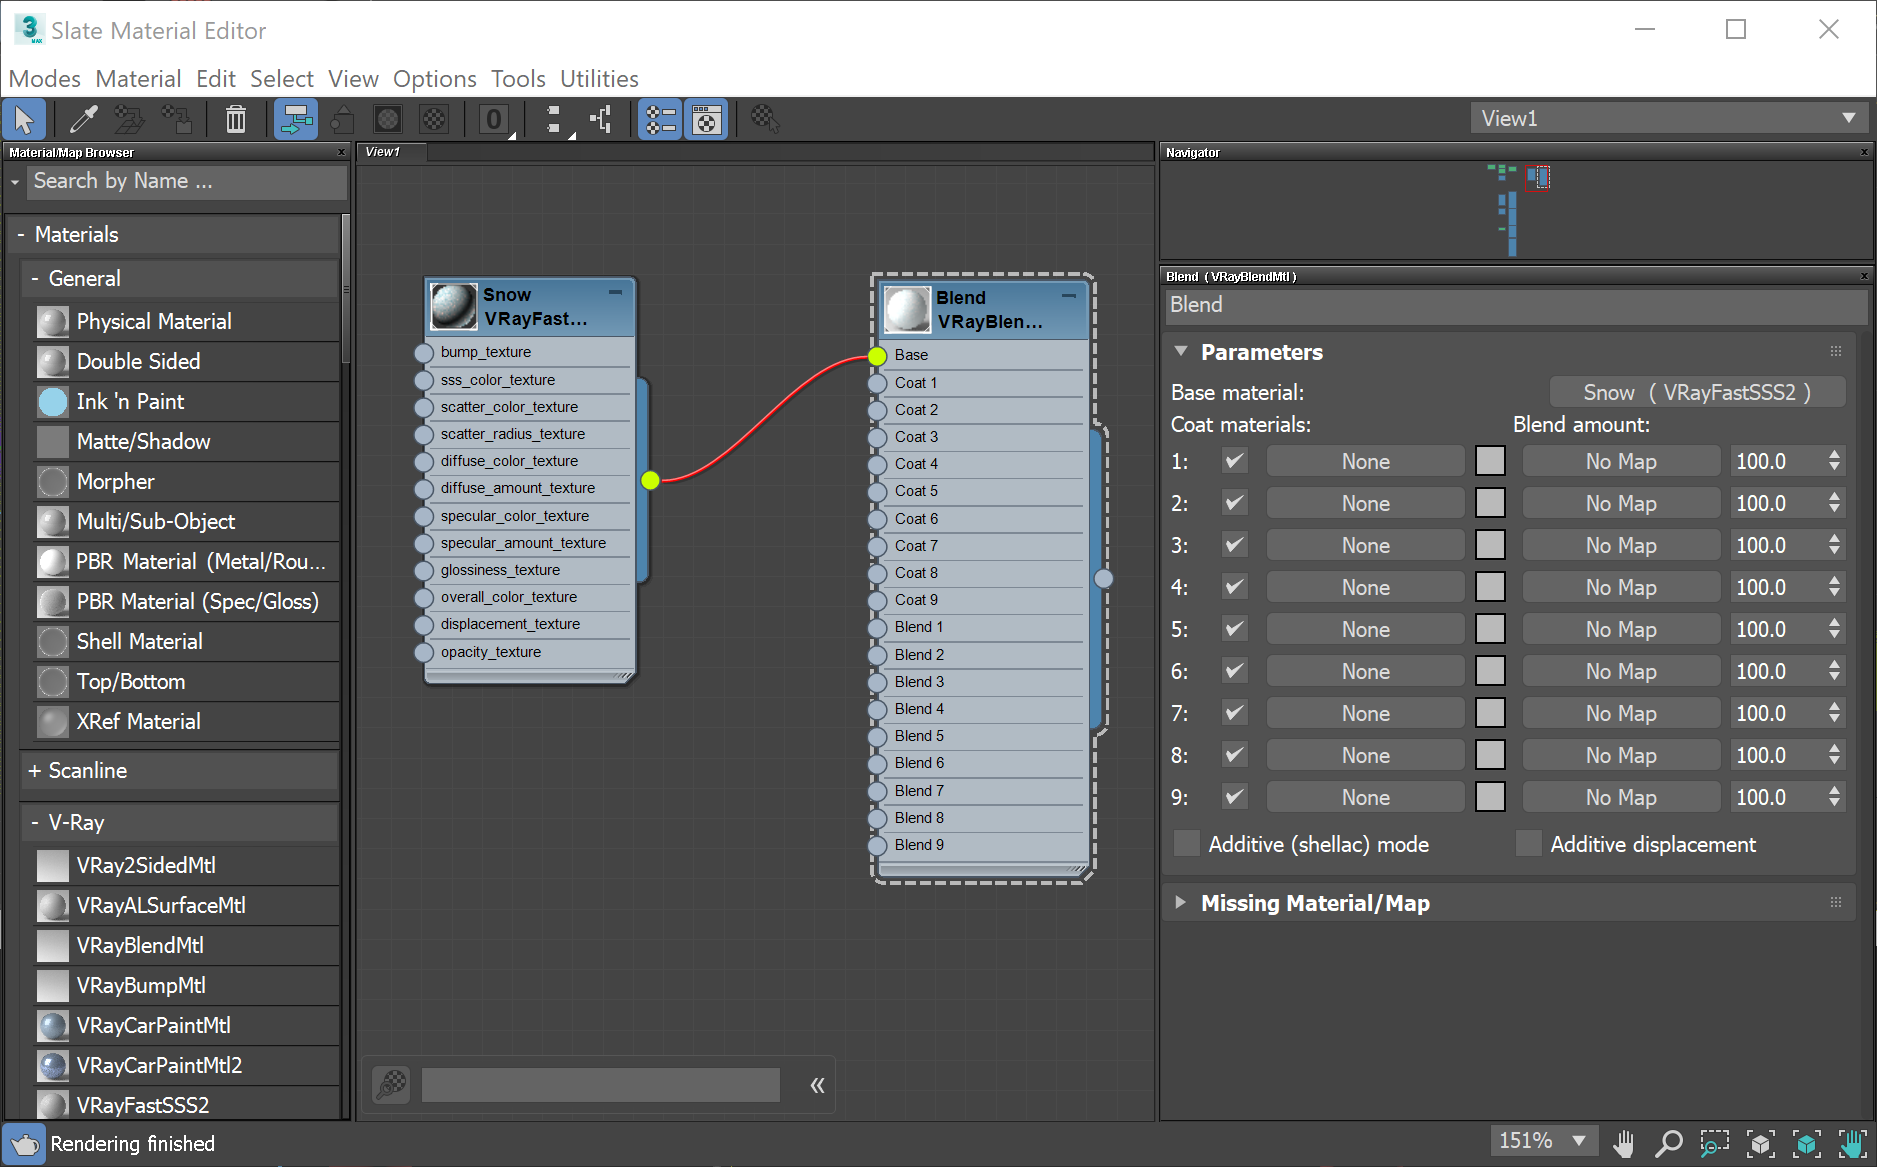 3 MAX Slate Material Editor
Modes Material Edit Select View Options Tools Utilities
0
View1
Material/Map Browser x
Search by Name ...
- Materials
- General
Physical Material
Double Sided
Ink 'n Paint
Matte/Shadow
Morpher
Multi/Sub-Object
PBR Material (Metal/Rou...
PBR Material (Spec/Gloss)
Shell Material
Top/Bottom
XRef Material
+ Scanline
- V-Ray
VRay2SidedMtl
VRayALSurfaceMtl
VRayBlendMtl
VRayBumpMtl
VRayCarPaintMtl
VRayCarPaintMtl2
VRayFastSSS2
View1
Snow
VRayFast...
bump_texture
sss_color_texture
scatter_color_texture
scatter_radius_texture
diffuse_color_texture
diffuse_amount_texture
specular_color_texture
specular_amount_texture
glossiness_texture
overall_color_texture
displacement_texture
opacity_texture
Blend
VRayBlen...
Base
Coat 1
Coat 2
Coat 3
Coat 4
Coat 5
Coat 6
Coat 7
Coat 8
Coat 9
Blend 1
Blend 2
Blend 3
Blend 4
Blend 5
Blend 6
Blend 7
Blend 8
Blend 9
«
Navigator x
Blend ( VRayBlendMtl ) x
Blend
Parameters
Base material: Snow ( VRayFastSSS2 )
Coat materials: Blend amount:
1: None No Map 100.0
2: None No Map 100.0
3: None No Map 100.0
4: None No Map 100.0
5: None No Map 100.0
6: None No Map 100.0
7: None No Map 100.0
8: None No Map 100.0
9: None No Map 100.0
Additive (shellac) mode Additive displacement
Missing Material/Map
Rendering finished
151%